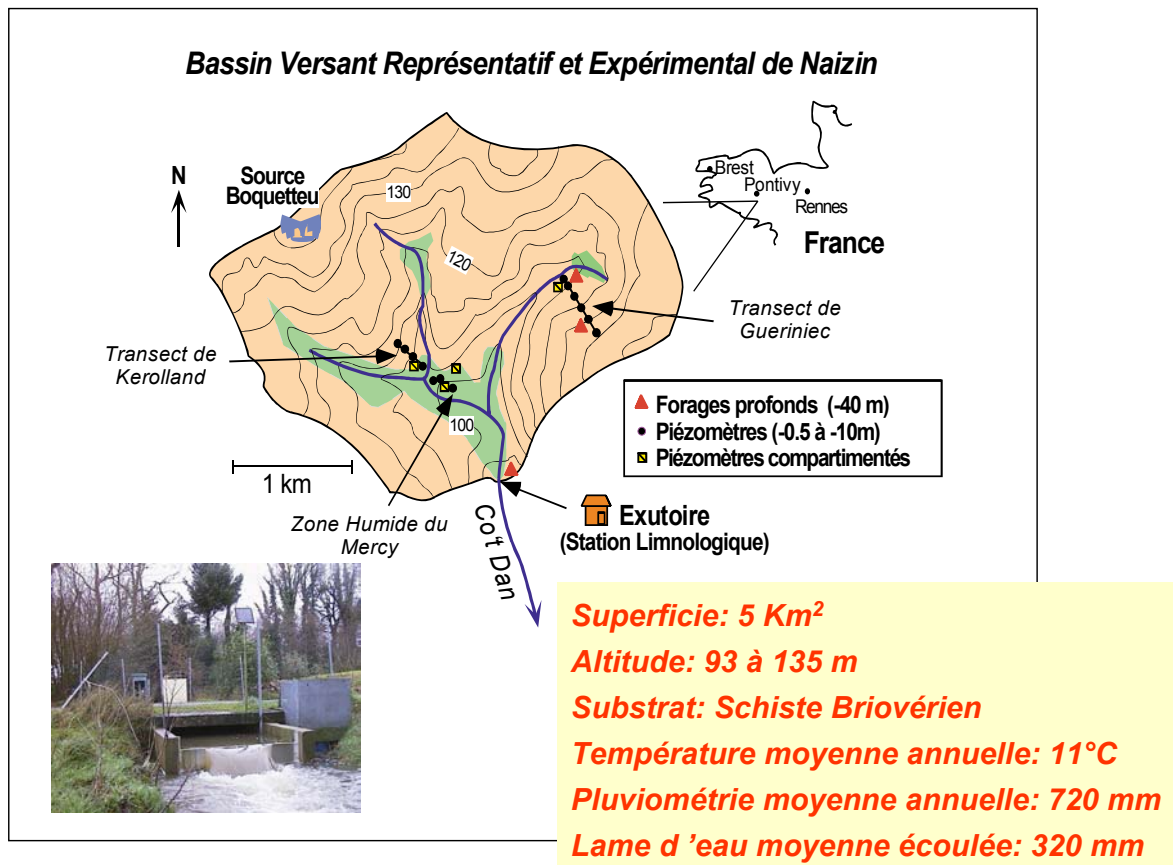 Bassin Versant Représentatif et Expérimental de Naizin
N
Source
Boquetteu
130
120
100
Brest
Pontivy
Rennes
France
Transect de
Gueriniec
Transect de
Kerolland
Forages profonds (-40 m)
Piézomètres (-0.5 à -10m)
Piézomètres compartimentés
1 km
Zone Humide du
Mercy
Exutoire
(Station Limnologique)
Co't Dan
Superficie: 5 Km²
Altitude: 93 à 135 m
Substrat: Schiste Briovérien
Température moyenne annuelle: 11°C
Pluviométrie moyenne annuelle: 720 mm
Lame d ’eau moyenne écoulée: 320 mm